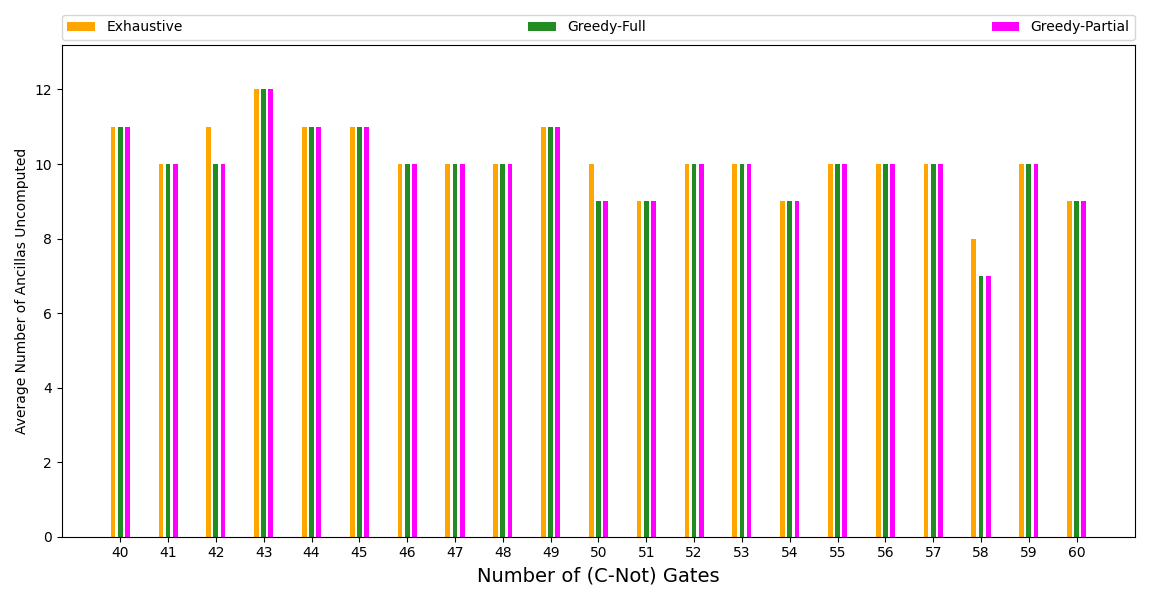 Exhaustive Greedy-Full Greedy-Partial
Average Number of Ancillas Uncomputed
12
10
8
6
4
2
0
40 41 42 43 44 45 46 47 48 49 50 51 52 53 54 55 56 57 58 59 60
Number of (C-Not) Gates